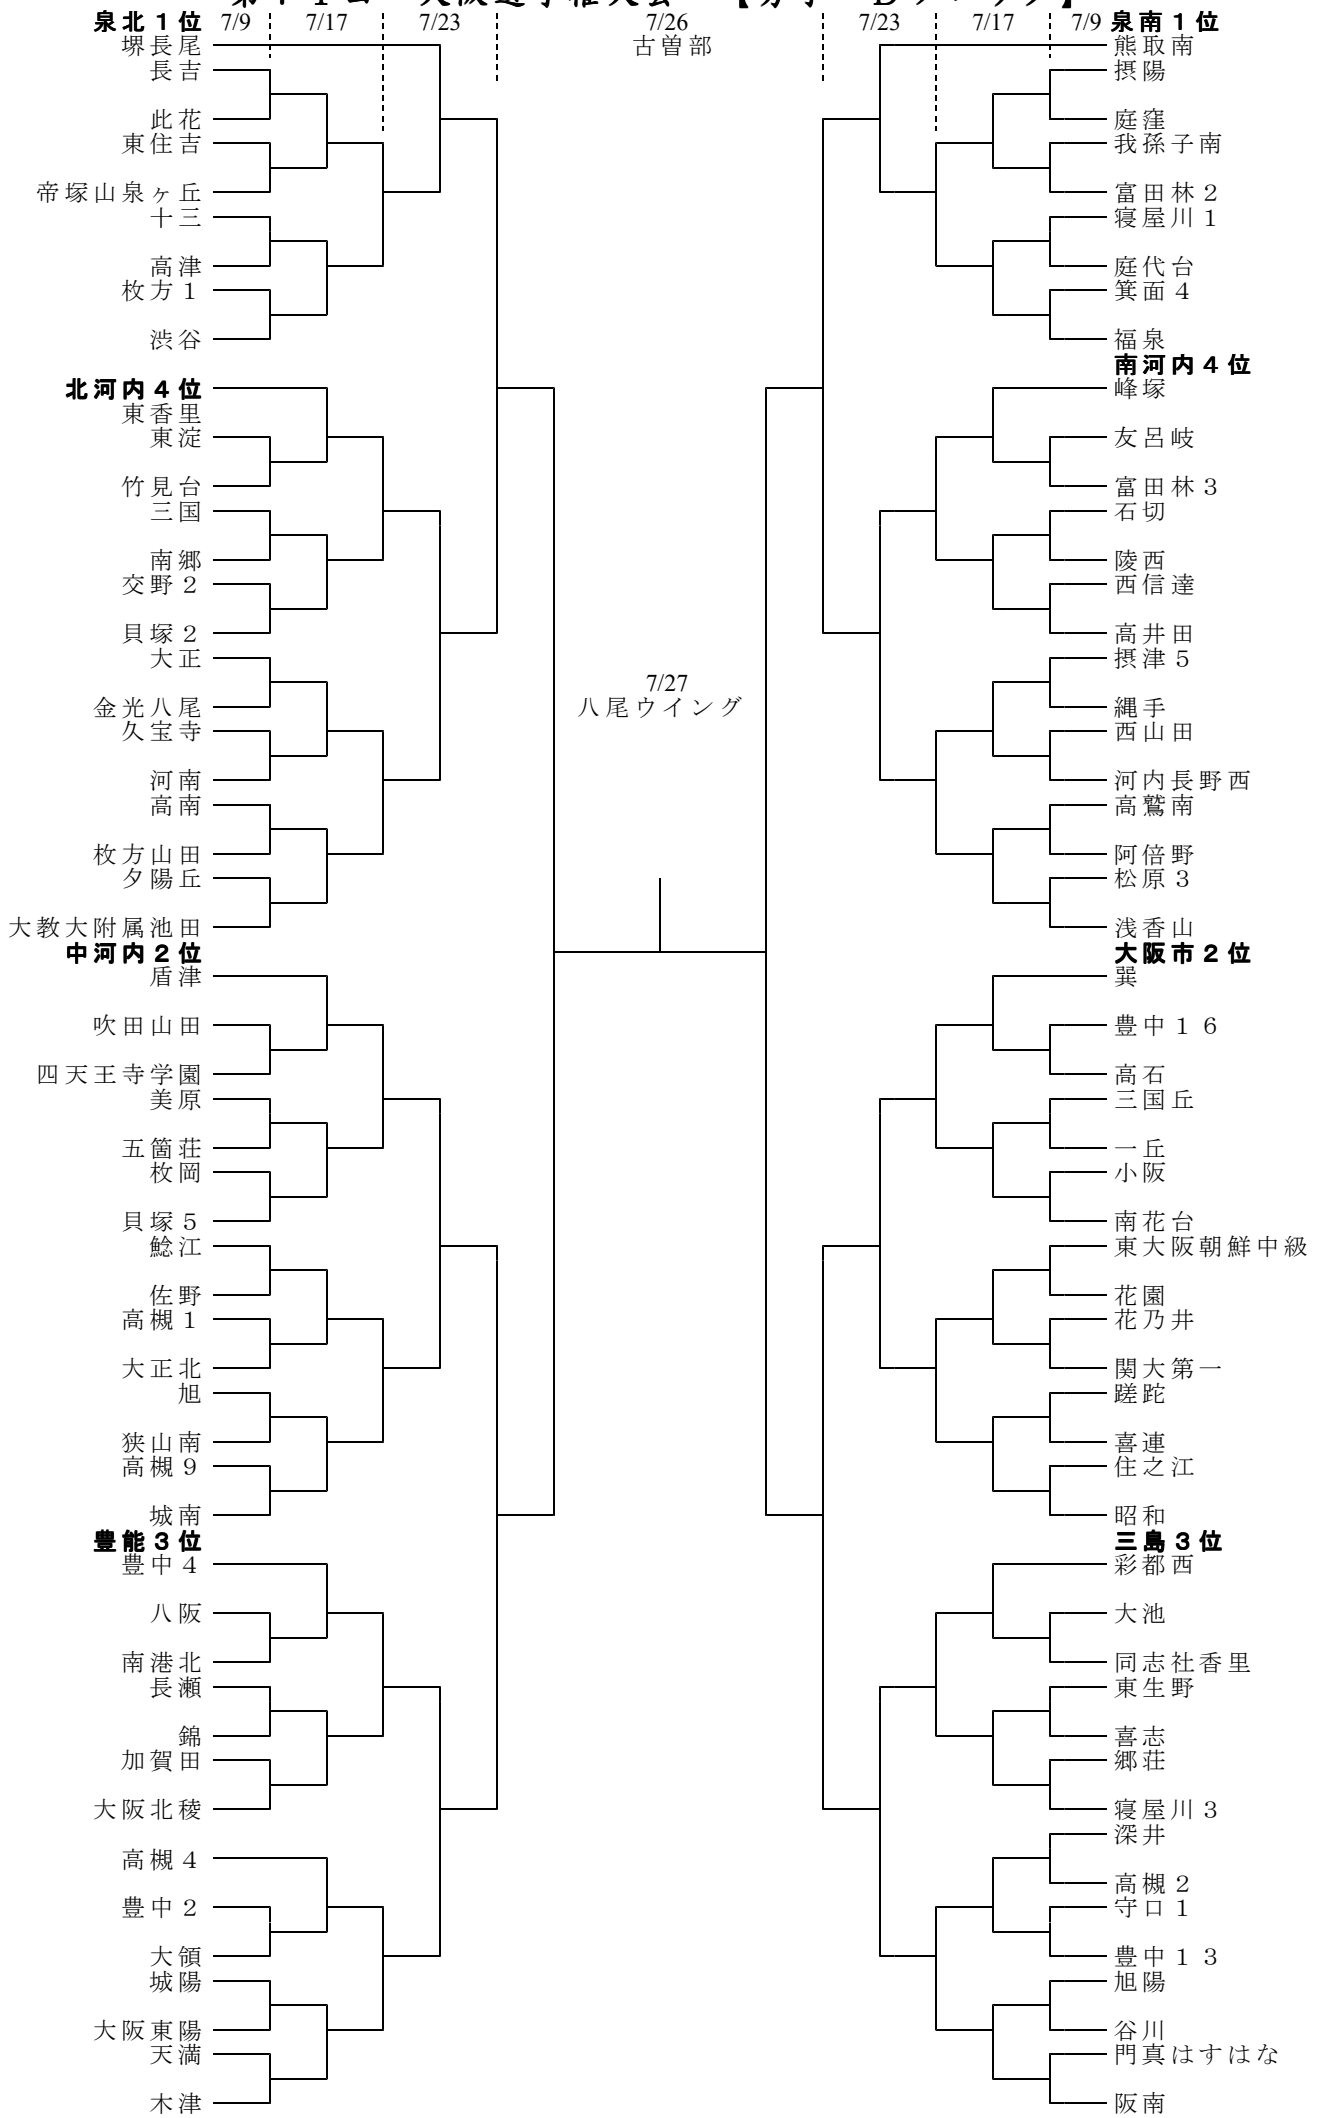 泉北１位 7/9 7/17 7/23 7/26 7/23 7/17 7/9 泉南１位
古曽部
堺長尾
長吉
此花
東住吉
帝塚山泉ヶ丘
十三
高津
枚方１
渋谷
北河内４位
東香里
東淀
竹見台
三国
南郷
交野２
貝塚２
大正
金光八尾
久宝寺
河南
高南
枚方山田
夕陽丘
大教大附属池田
中河内２位
盾津
吹田山田
四天王寺学園
美原
五箇荘
枚岡
貝塚５
鯰江
佐野
高槻１
大正北
旭
狭山南
高槻９
城南
豊能３位
豊中４
八阪
南港北
長瀬
錦
加賀田
大阪北稜
高槻４
豊中２
大領
城陽
大阪東陽
天満
木津
7/27
八尾ウイング
熊取南
摂陽
庭窪
我孫子南
富田林２
寝屋川１
庭代台
箕面４
福泉
南河内４位
峰塚
友呂岐
富田林３
石切
陵西
西信達
高井田
摂津５
縄手
西山田
河内長野西
高鷲南
阿倍野
松原３
浅香山
大阪市２位
巽
豊中１６
高石
三国丘
一丘
小阪
南花台
東大阪朝鮮中級
花園
花乃井
関大第一
蹉跎
喜連
住之江
昭和
三島３位
彩都西
大池
同志社香里
東生野
喜志
郷荘
寝屋川３
深井
高槻２
守口１
豊中１３
旭陽
谷川
門真はすはな
阪南